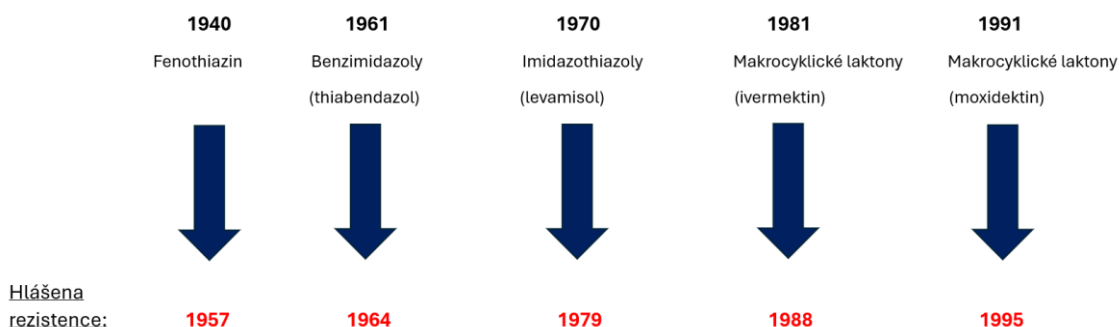 1940 1961 1970 1981 1991
Fenothiazin Benzimidazoly Imidazothiazoly Makrocyklické laktony Makrocyklické laktony
(thiabendazol) (levamisol) (ivermektin) (moxidektin)
Hlášena
rezistence: 1957 1964 1979 1988 1995